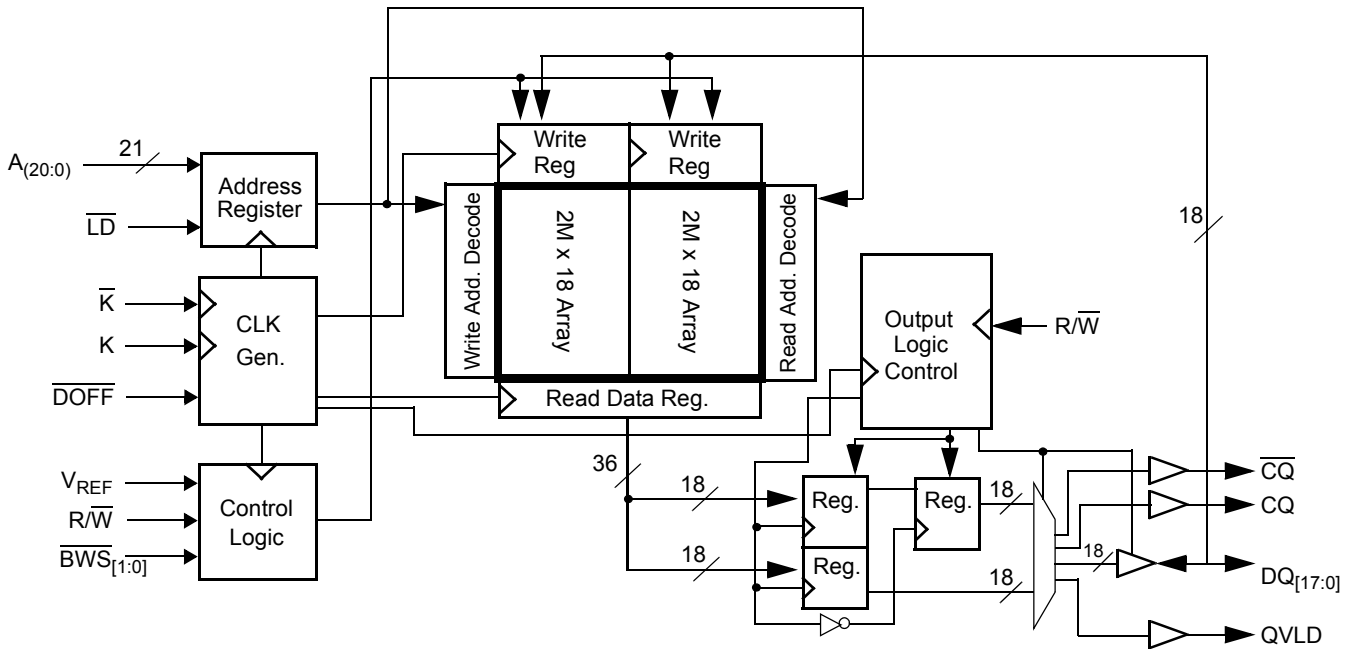 A(20:0)
21
LD
Address
Register
K
K
DOFF
CLK
Gen.
VREF
R/W
BWS[1:0]
Control
Logic
Write
Reg
Write
Reg
Write Add. Decode
2M x 18 Array
2M x 18 Array
Read Add. Decode
Read Data Reg.
36
18
18
18
Output
Logic
Control
R/W
Reg.
Reg.
Reg.
18
18
18
CQ
CQ
DQ[17:0]
QVLD